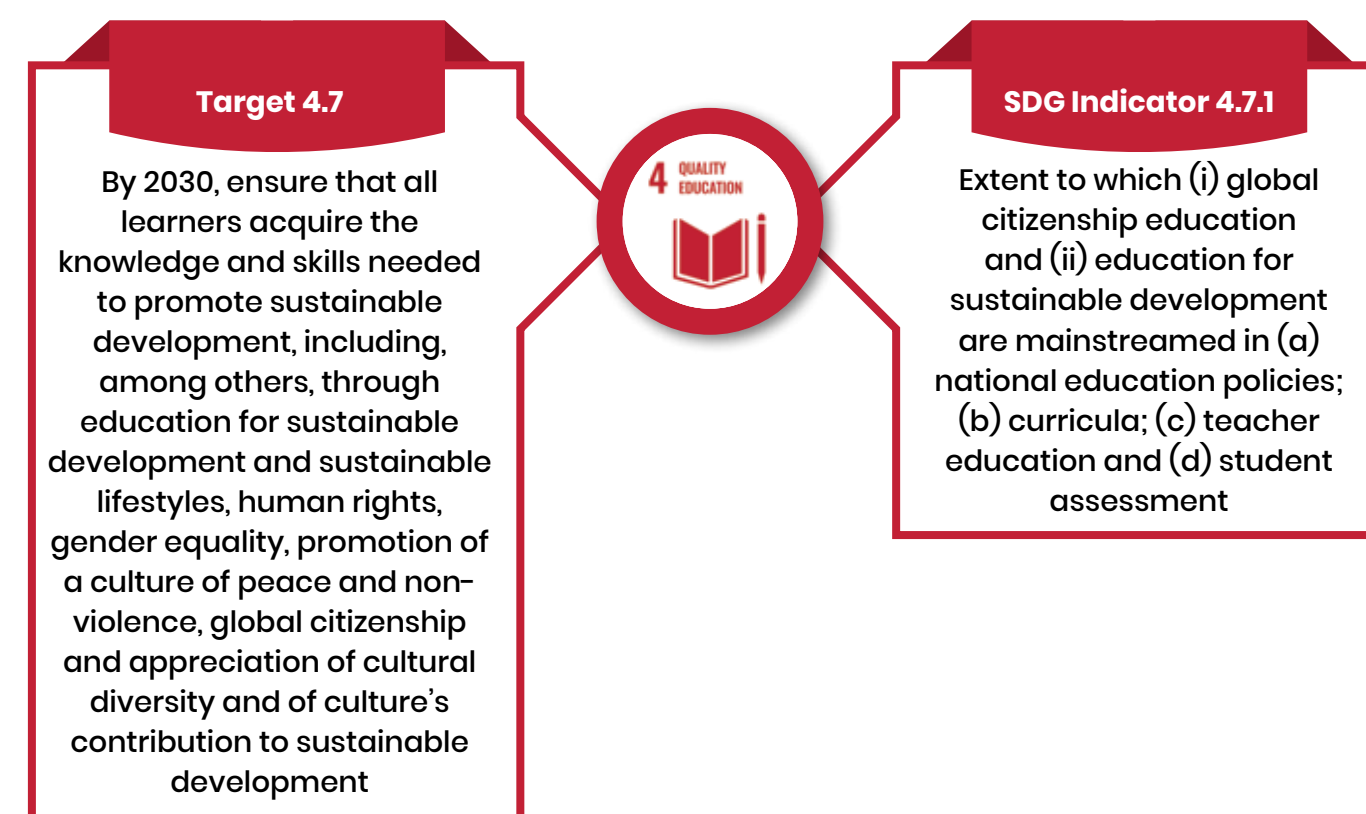 Target 4.7
By 2030, ensure that all
learners acquire the
knowledge and skills needed
to promote sustainable
development, including,
among others, through
education for sustainable
development and sustainable
lifestyles, human rights,
gender equality, promotion of
a culture of peace and non-
violence, global citizenship
and appreciation of cultural
diversity and of culture’s
contribution to sustainable
development
4 QUALITY
EDUCATION
SDG Indicator 4.7.1
Extent to which (i) global
citizenship education
and (ii) education for
sustainable development
are mainstreamed in (a)
national education policies;
(b) curricula; (c) teacher
education and (d) student
assessment